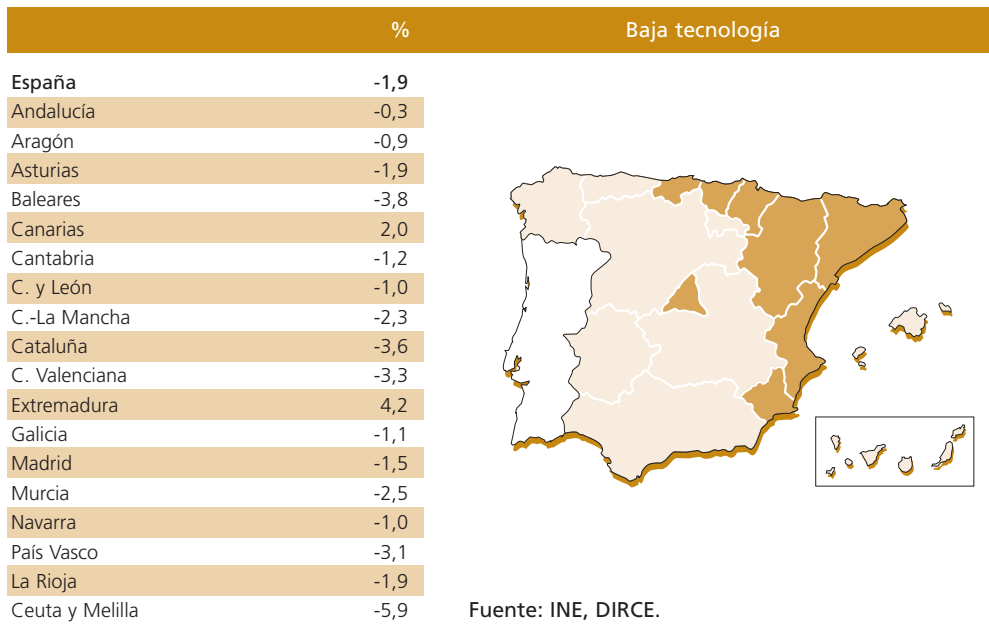 % Baja tecnología
España -1,9
Andalucía -0,3
Aragón -0,9
Asturias -1,9
Baleares -3,8
Canarias 2,0
Cantabria -1,2
C. y León -1,0
C.-La Mancha -2,3
Cataluña -3,6
C. Valenciana -3,3
Extremadura 4,2
Galicia -1,1
Madrid -1,5
Murcia -2,5
Navarra -1,0
País Vasco -3,1
La Rioja -1,9
Ceuta y Melilla -5,9
Fuente: INE, DIRCE.